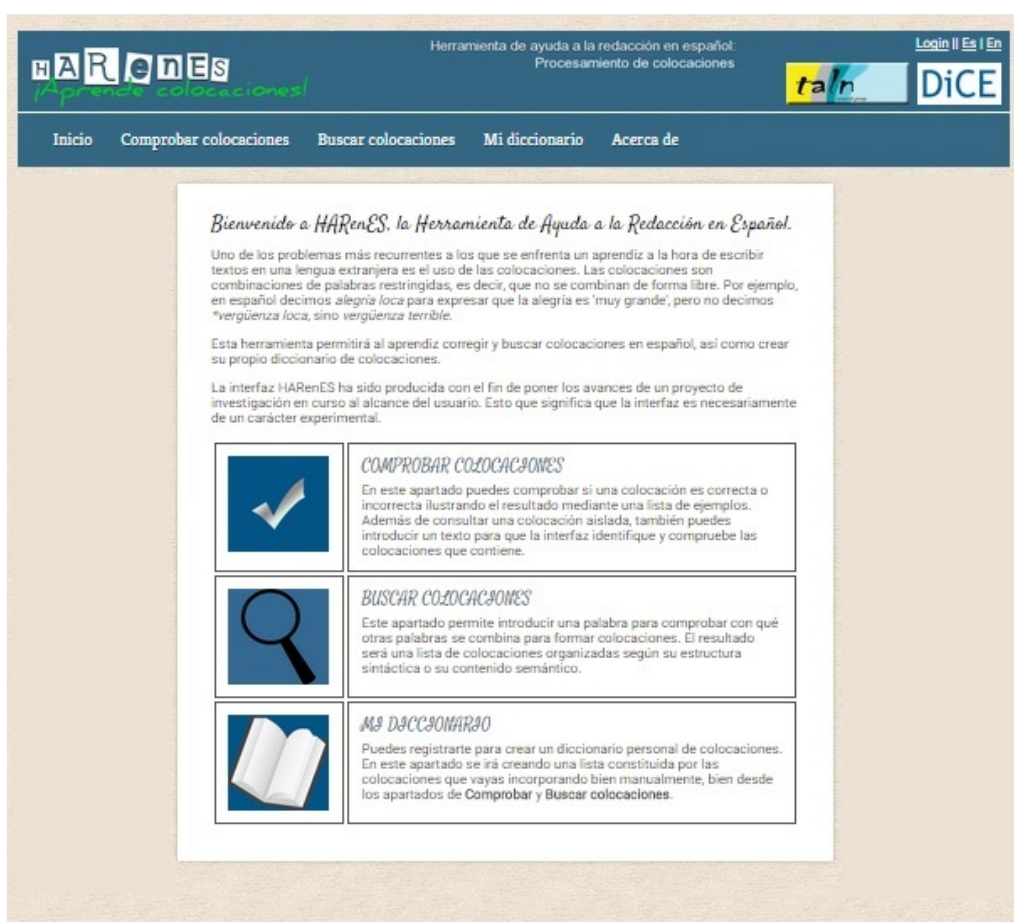 HARenES
¡Aprende colocaciones!
Herramienta de ayuda a la redacción en español:
Procesamiento de colocaciones
Login || Es | En
taln
DiCE
Inicio Comprobar colocaciones Buscar colocaciones Mi diccionario Acerca de
Bienvenido a HARenES, la Herramienta de Ayuda a la Redacción en Español.
Uno de los problemas más recurrentes a los que se enfrenta un aprendiz a la hora de escribir
textos en una lengua extranjera es el uso de las colocaciones. Las colocaciones son
combinaciones de palabras restringidas, es decir, que no se combinan de forma libre. Por ejemplo,
en español decimos alegría loca para expresar que la alegría es 'muy grande', pero no decimos
*vergüenza loca, sino vergüenza terrible.
Esta herramienta permitirá al aprendiz corregir y buscar colocaciones en español, así como crear
su propio diccionario de colocaciones.
La interfaz HARenES ha sido producida con el fin de poner los avances de un proyecto de
investigación en curso al alcance del usuario. Esto que significa que la interfaz es necesariamente
de un carácter experimental.
COMPROBAR COLOCACIONES
En este apartado puedes comprobar si una colocación es correcta o
incorrecta ilustrando el resultado mediante una lista de ejemplos.
Además de consultar una colocación aislada, también puedes
introducir un texto para que la interfaz identifique y compruebe las
colocaciones que contiene.
BUSCAR COLOCACIONES
Este apartado permite introducir una palabra para comprobar con qué
otras palabras se combina para formar colocaciones. El resultado
será una lista de colocaciones organizadas según su estructura
sintáctica o su contenido semántico.
MI DICCIONARIO
Puedes registrarte para crear un diccionario personal de colocaciones.
En este apartado se irá creando una lista constituida por las
colocaciones que vayas incorporando bien manualmente, bien desde
los apartados de Comprobar y Buscar colocaciones.